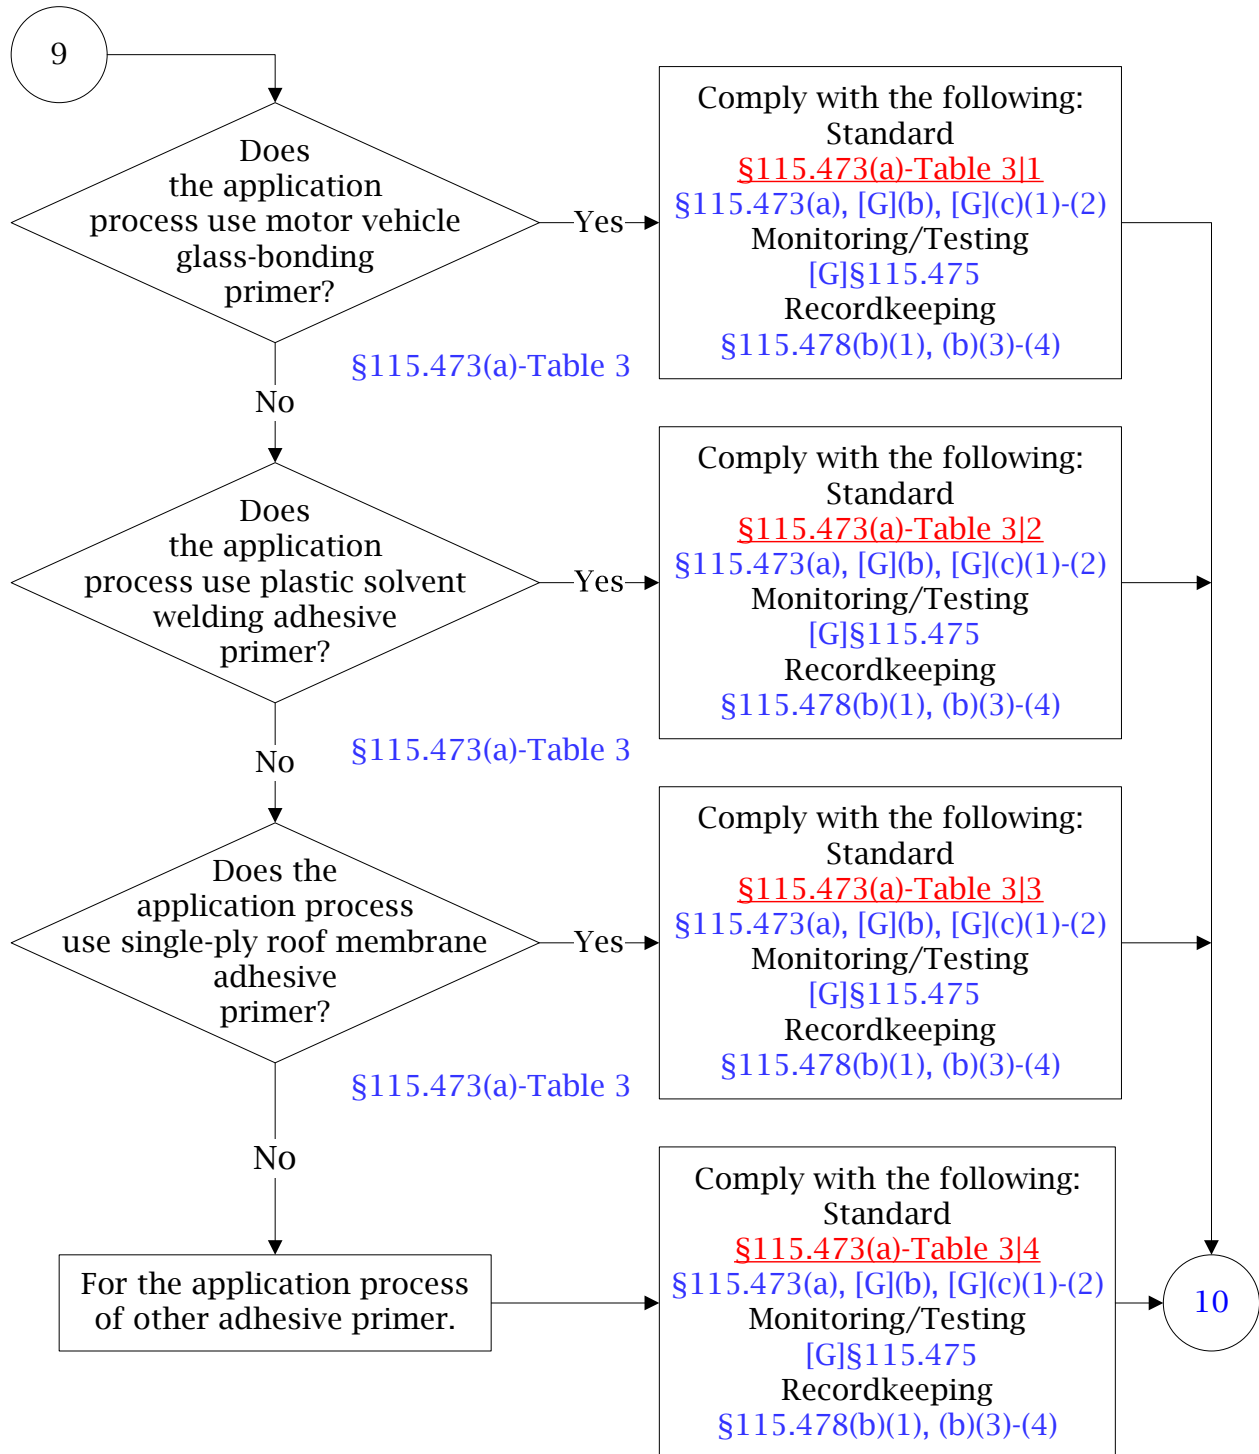 9
Does
the application
process use motor vehicle
glass-bonding
primer?
Yes
Comply with the following:
Standard
§115.473(a)-Table 3|1
§115.473(a), [G](b), [G](c)(1)-(2)
Monitoring/Testing
[G]§115.475
Recordkeeping
§115.478(b)(1), (b)(3)-(4)
§115.473(a)-Table 3
No
Does
the application
process use plastic solvent
welding adhesive
primer?
Yes
Comply with the following:
Standard
§115.473(a)-Table 3|2
§115.473(a), [G](b), [G](c)(1)-(2)
Monitoring/Testing
[G]§115.475
Recordkeeping
§115.478(b)(1), (b)(3)-(4)
§115.473(a)-Table 3
No
Does the
application process
use single-ply roof membrane
adhesive
primer?
Yes
Comply with the following:
Standard
§115.473(a)-Table 3|3
§115.473(a), [G](b), [G](c)(1)-(2)
Monitoring/Testing
[G]§115.475
Recordkeeping
§115.478(b)(1), (b)(3)-(4)
§115.473(a)-Table 3
No
For the application process
of other adhesive primer.
Comply with the following:
Standard
§115.473(a)-Table 3|4
§115.473(a), [G](b), [G](c)(1)-(2)
Monitoring/Testing
[G]§115.475
Recordkeeping
§115.478(b)(1), (b)(3)-(4)
10